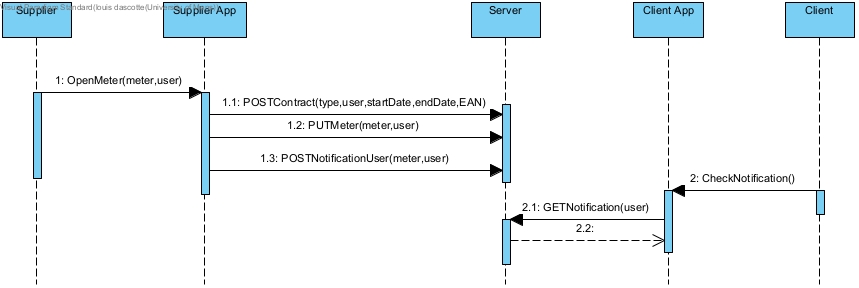 Visual Paradigm Standard(louis dascotte(University of Mons))
Supplier
Supplier App
Server
Client App
Client
1: OpenMeter(meter,user)
1.1: POSTContract(type,user,startDate,endDate,EAN)
1.2: PUTMeter(meter,user)
1.3: POSTNotificationUser(meter,user)
2: CheckNotification()
2.1: GETNotification(user)
2.2: